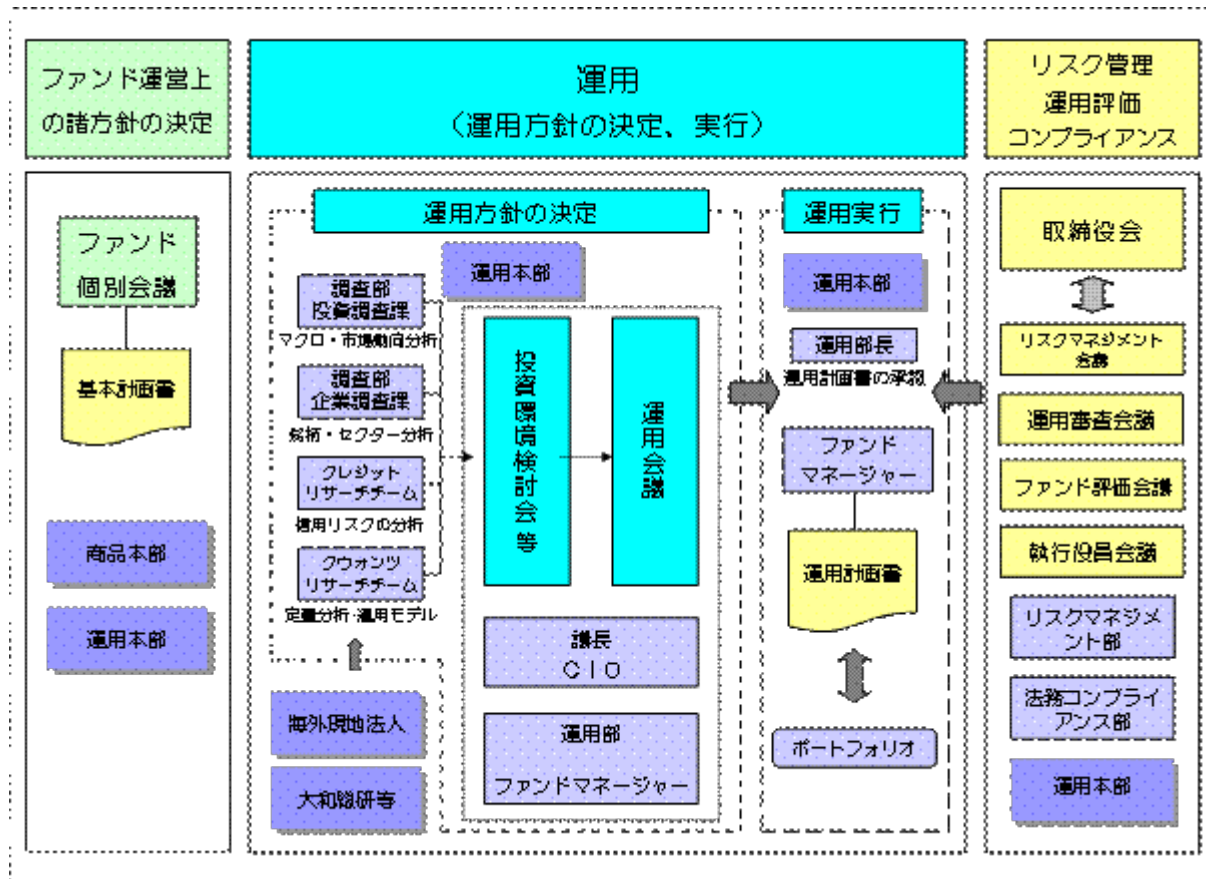 ファンド運営上
の諸方針の決定
運用
（運用方針の決定、実行）
リスク管理
運用評価
コンプライアンス
ファンド
個別会議
基本計画書
商品本部
運用本部
運用方針の決定
運用本部
調査部
投資調査課
マクロ・市場動向分析
調査部
企業調査課
銘柄・セクター分析
クレジット
リサーチチーム
信用リスクの分析
クウォンツ
リサーチチーム
定量分析・運用モデル
海外現地法人
大和総研等
投資環境検討会等
運用会議
議長
ＣＩＯ
運用部
ファンドマネージャー
運用実行
運用本部
運用部長
運用計画書の承認
ファンド
マネージャー
運用計画書
ポートフォリオ
取締役会
リスクマネジメント
会議
運用審査会議
ファンド評価会議
執行役員会議
リスクマネジメ
ント部
法務コンプライ
アンス部
運用本部